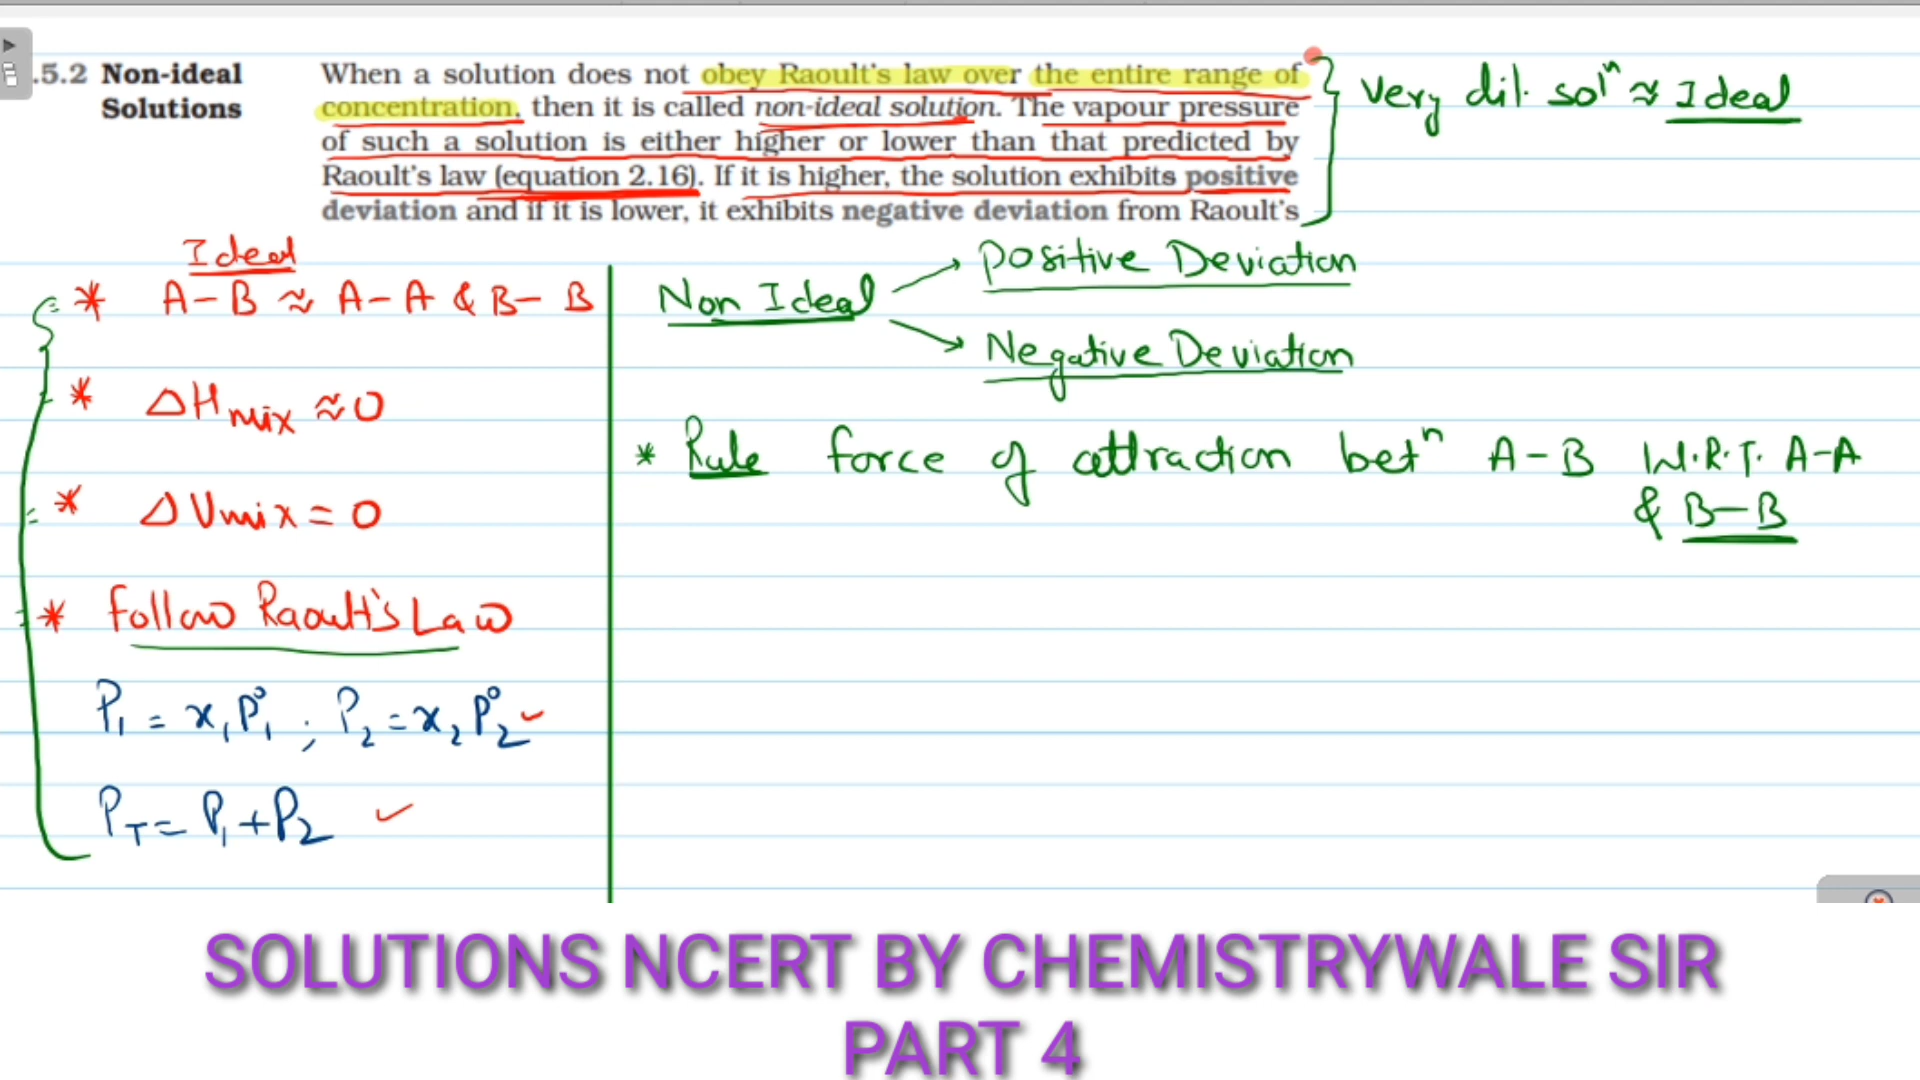 .5.2 Non-ideal Solutions
When a solution does not obey Raoult's law over the entire range of
concentration, then it is called non-ideal solution. The vapour pressure
of such a solution is either higher or lower than that predicted by
Raoult's law (equation 2.16). If it is higher, the solution exhibits positive
deviation and if it is lower, it exhibits negative deviation from Raoult's
Very dil. solⁿ ≈ Ideal
Ideal
* A-B ≈ A-A & B-B
* ΔHmix ≈ 0
* ΔVmix = 0
* Follow Raoult's Law
P₁ = x₁P₁° ; P₂ = x₂P₂°
P_T = P₁ + P₂
Non Ideal
Positive Deviation
Negative Deviation
* Rule force of attraction betⁿ A-B W.R.T. A-A
& B-B
SOLUTIONS NCERT BY CHEMISTRYWALE SIR
PART 4